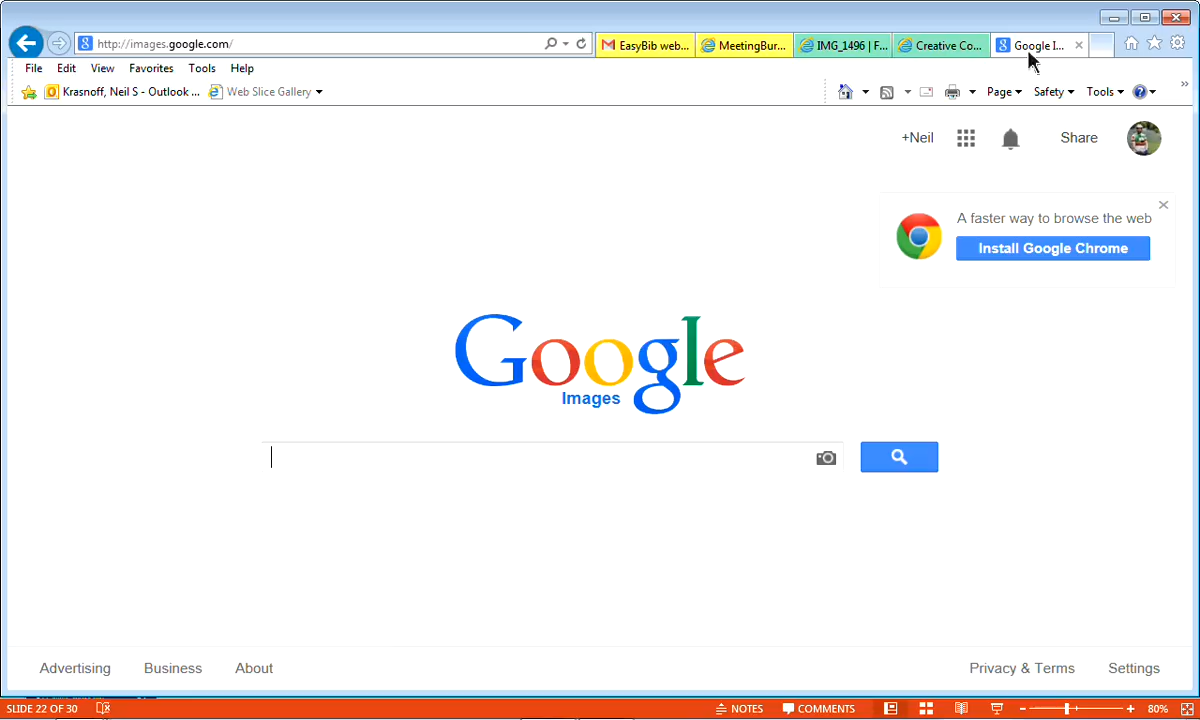 http://images.google.com/
EasyBib web...
MeetingBur...
IMG_1496 | F...
Creative Co...
Google I...
File Edit View Favorites Tools Help
Krasnoff, Neil S - Outlook ...
Web Slice Gallery
Page
Safety
Tools
+Neil
Share
A faster way to browse the web
Install Google Chrome
Google
Images
Advertising
Business
About
Privacy & Terms
Settings
SLIDE 22 OF 30
NOTES
COMMENTS
80%